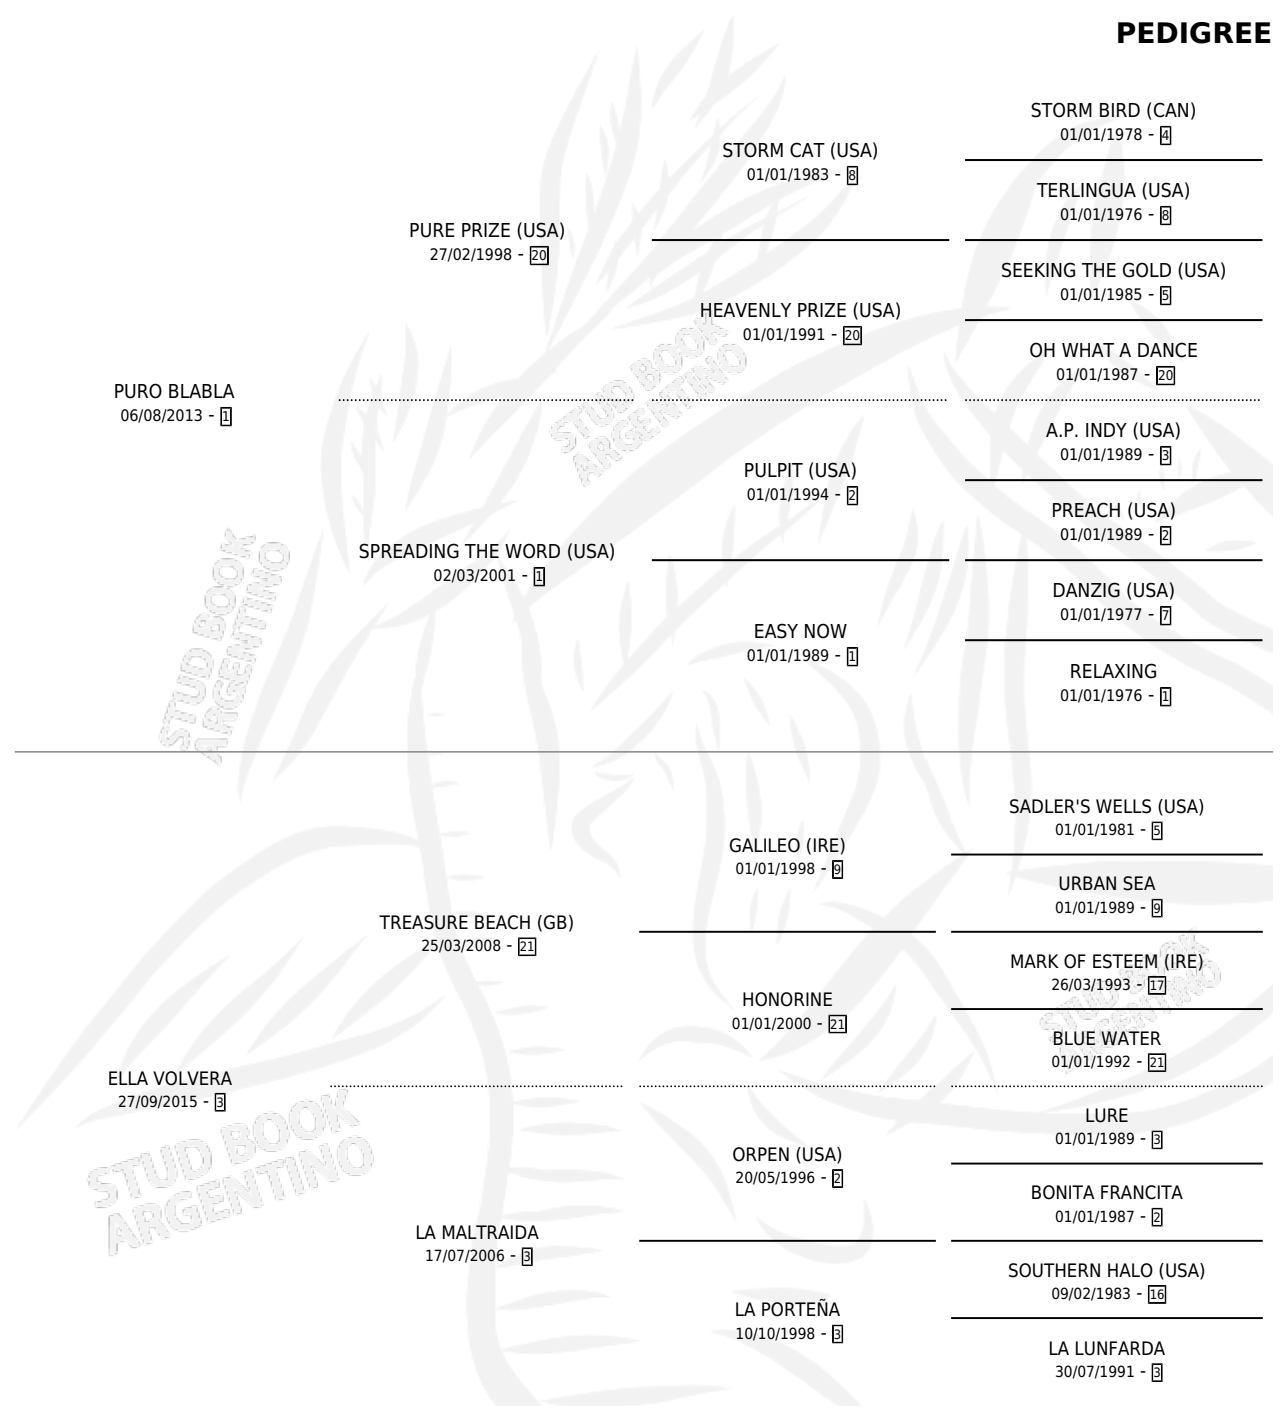 PEDIGREE
STORM BIRD (CAN)
01/01/1978 - 4
STORM CAT (USA)
01/01/1983 - 8
TERLINGUA (USA)
01/01/1976 - 8
PURE PRIZE (USA)
27/02/1998 - 20
SEEKING THE GOLD (USA)
01/01/1985 - 5
HEAVENLY PRIZE (USA)
01/01/1991 - 20
OH WHAT A DANCE
01/01/1987 - 20
PURO BLABLA
06/08/2013 - 1
STUD BOOK
ARGENTINO
A.P. INDY (USA)
01/01/1989 - 3
PULPIT (USA)
01/01/1994 - 2
PREACH (USA)
01/01/1989 - 2
SPREADING THE WORD (USA)
02/03/2001 - 1
DANZIG (USA)
01/01/1977 - 7
EASY NOW
01/01/1989 - 1
RELAXING
01/01/1976 - 1
STUD BOOK
ARGENTINO
SADLER'S WELLS (USA)
01/01/1981 - 5
GALILEO (IRE)
01/01/1998 - 9
URBAN SEA
01/01/1989 - 9
TREASURE BEACH (GB)
25/03/2008 - 21
MARK OF ESTEEM (IRE)
26/03/1993 - 17
HONORINE
01/01/2000 - 21
STUD BOOK
ARGENTINO
BLUE WATER
01/01/1992 - 21
ELLA VOLVERA
27/09/2015 - 3
LURE
01/01/1989 - 3
ORPEN (USA)
20/05/1996 - 2
BONITA FRANCITA
01/01/1987 - 2
STUD BOOK
ARGENTINO
LA MALTRAIDA
17/07/2006 - 3
SOUTHERN HALO (USA)
09/02/1983 - 16
LA PORTEÑA
10/10/1998 - 3
LA LUNFARDA
30/07/1991 - 3